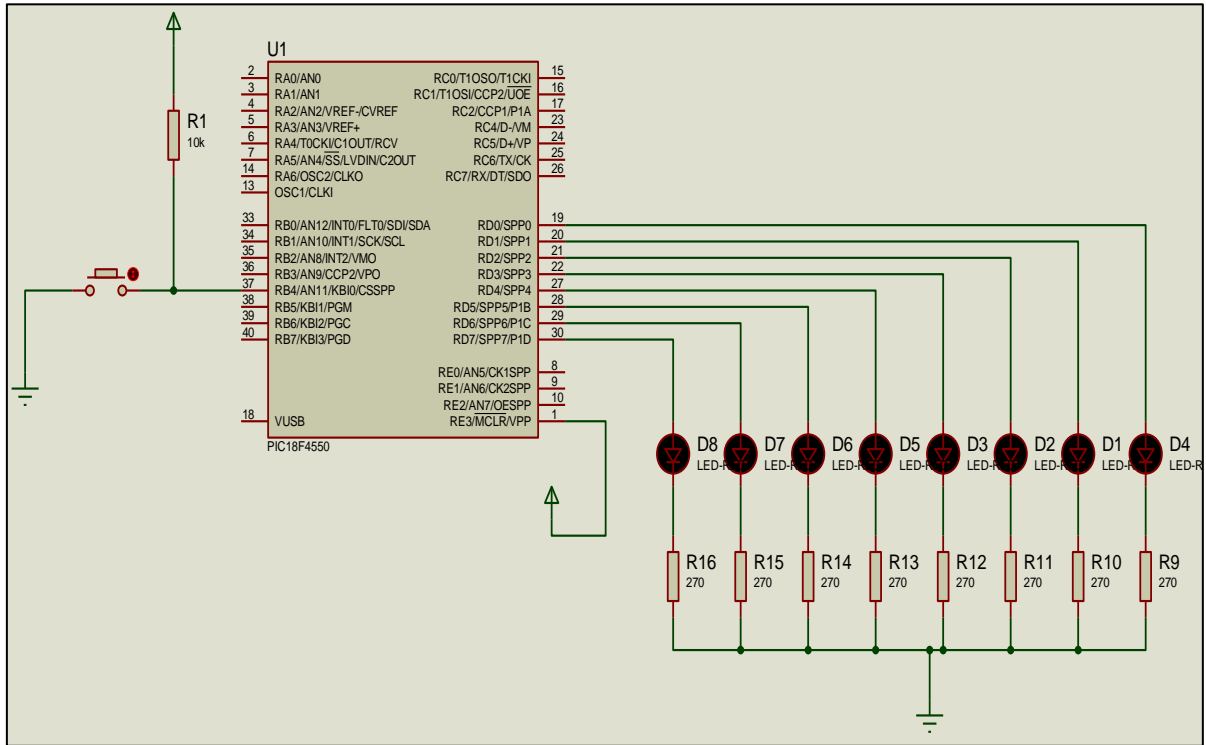 U1
R1
10k
2
3
4
5
6
7
14
13
RA0/AN0
RA1/AN1
RA2/AN2/VREF-/CVREF
RA3/AN3/VREF+
RA4/T0CKI/C1OUT/RCV
RA5/AN4/SS/LVDIN/C2OUT
RA6/OSC2/CLKO
OSC1/CLKI
33
34
35
36
37
38
39
40
RB0/AN12/INT0/FLT0/SDI/SDA
RB1/AN10/INT1/SCK/SCL
RB2/AN8/INT2/VMO
RB3/AN9/CCP2/VPO
RB4/AN11/KBI0/CSSPP
RB5/KBI1/PGM
RB6/KBI2/PGC
RB7/KBI3/PGD
18
VUSB
RC0/T1OSO/T1CKI
RC1/T1OSI/CCP2/UOE
RC2/CCP1/P1A
RC4/D-/VM
RC5/D+/VP
RC6/TX/CK
RC7/RX/DT/SDO
15
16
17
23
24
25
26
RD0/SPP0
RD1/SPP1
RD2/SPP2
RD3/SPP3
RD4/SPP4
RD5/SPP5/P1B
RD6/SPP6/P1C
RD7/SPP7/P1D
19
20
21
22
27
28
29
30
RE0/AN5/CK1SPP
RE1/AN6/CK2SPP
RE2/AN7/OESPP
RE3/MCLR/VPP
8
9
10
1
PIC18F4550
D8
LED-R
D7
LED-R
D6
LED-R
D5
LED-R
D3
LED-R
D2
LED-R
D1
LED-R
D4
LED-R
R16
270
R15
270
R14
270
R13
270
R12
270
R11
270
R10
270
R9
270